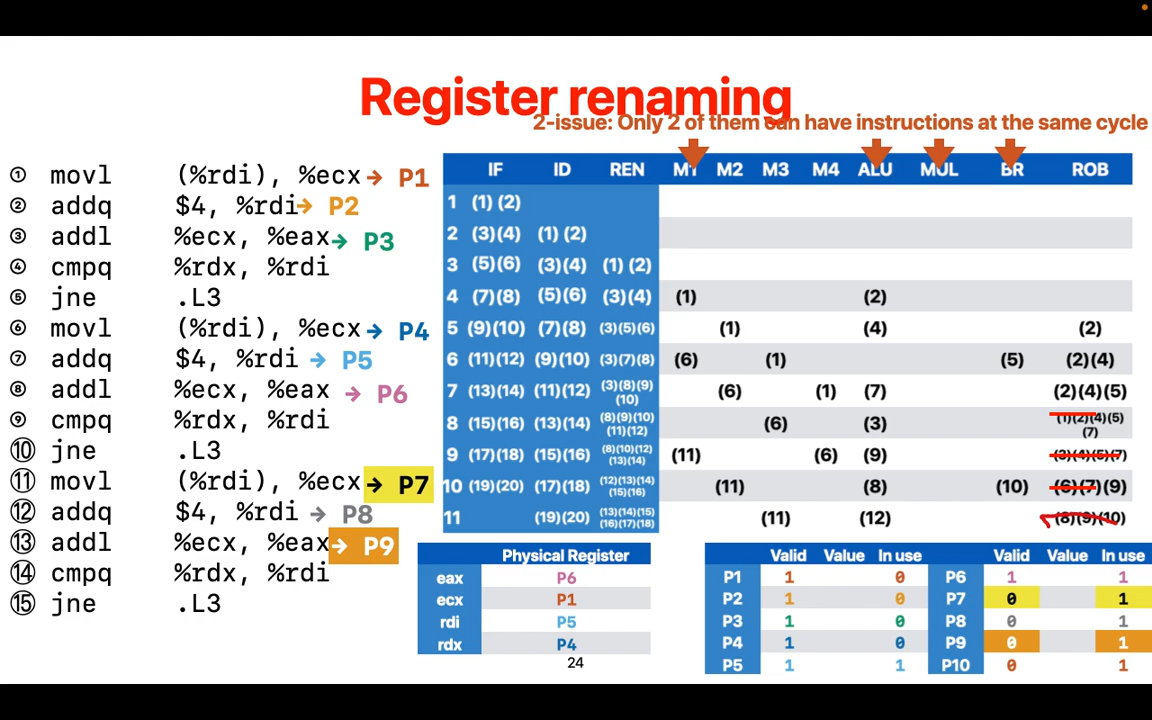 Register renaming
2-issue: Only 2 of them can have instructions at the same cycle
① movl (%rdi), %ecx → P1
② addq $4, %rdi → P2
③ addl %ecx, %eax → P3
④ cmpq %rdx, %rdi
⑤ jne .L3
⑥ movl (%rdi), %ecx → P4
⑦ addq $4, %rdi → P5
⑧ addl %ecx, %eax → P6
⑨ cmpq %rdx, %rdi
⑩ jne .L3
⑪ movl (%rdi), %ecx → P7
⑫ addq $4, %rdi → P8
⑬ addl %ecx, %eax → P9
⑭ cmpq %rdx, %rdi
⑮ jne .L3
IF ID REN M1 M2 M3 M4 ALU MUL BR ROB
1 (1) (2)
2 (3)(4) (1) (2)
3 (5)(6) (3)(4) (1) (2)
4 (7)(8) (5)(6) (3)(4) (1) (2)
5 (9)(10) (7)(8) (3)(5)(6) (1) (4) (2)
6 (11)(12) (9)(10) (3)(7)(8) (6) (1) (5) (2)(4)
7 (13)(14) (11)(12) (3)(8)(9) (10) (6) (1) (7) (2)(4)(5)
8 (15)(16) (13)(14) (8)(9)(10) (11)(12) (6) (3) (1)(2)(4)(5) (7)
9 (17)(18) (15)(16) (8)(10)(12) (13)(14) (11) (6) (9) (3)(4)(5)(7)
10 (19)(20) (17)(18) (12)(13)(14) (15)(16) (11) (8) (10) (6)(7)(9)
11 (19)(20) (13)(14)(15) (16)(17)(18) (11) (12) (8)(9)(10)
Physical Register
eax P6
ecx P1
rdi P5
rdx P4
Valid Value In use Valid Value In use
P1 1 0 P6 1 1
P2 1 0 P7 0 1
P3 1 0 P8 0 1
P4 1 0 P9 0 1
P5 1 1 P10 0 1
24